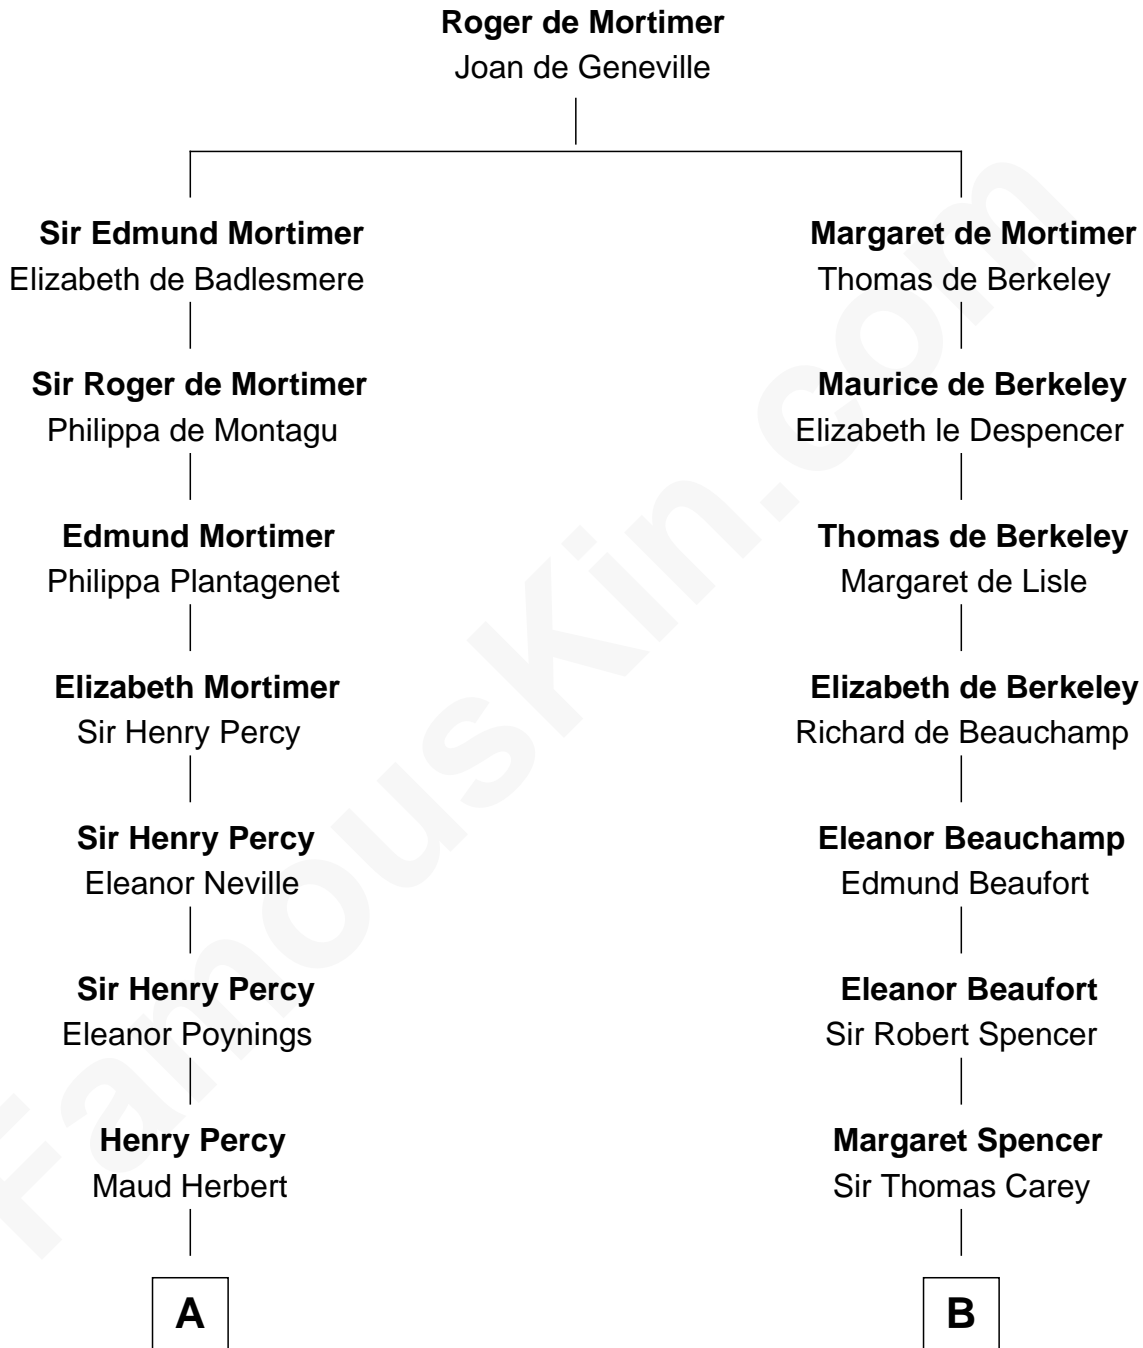 Roger de Mortimer
Joan de Geneville
Sir Edmund Mortimer
Elizabeth de Badlesmere
Sir Roger de Mortimer
Philippa de Montagu
Edmund Mortimer
Philippa Plantagenet
Elizabeth Mortimer
Sir Henry Percy
Sir Henry Percy
Eleanor Neville
Sir Henry Percy
Eleanor Poynings
Henry Percy
Maud Herbert
A
Margaret de Mortimer
Thomas de Berkeley
Maurice de Berkeley
Elizabeth le Despencer
Thomas de Berkeley
Margaret de Lisle
Elizabeth de Berkeley
Richard de Beauchamp
Eleanor Beauchamp
Edmund Beaufort
Eleanor Beaufort
Sir Robert Spencer
Margaret Spencer
Sir Thomas Carey
B
FamousKin.com